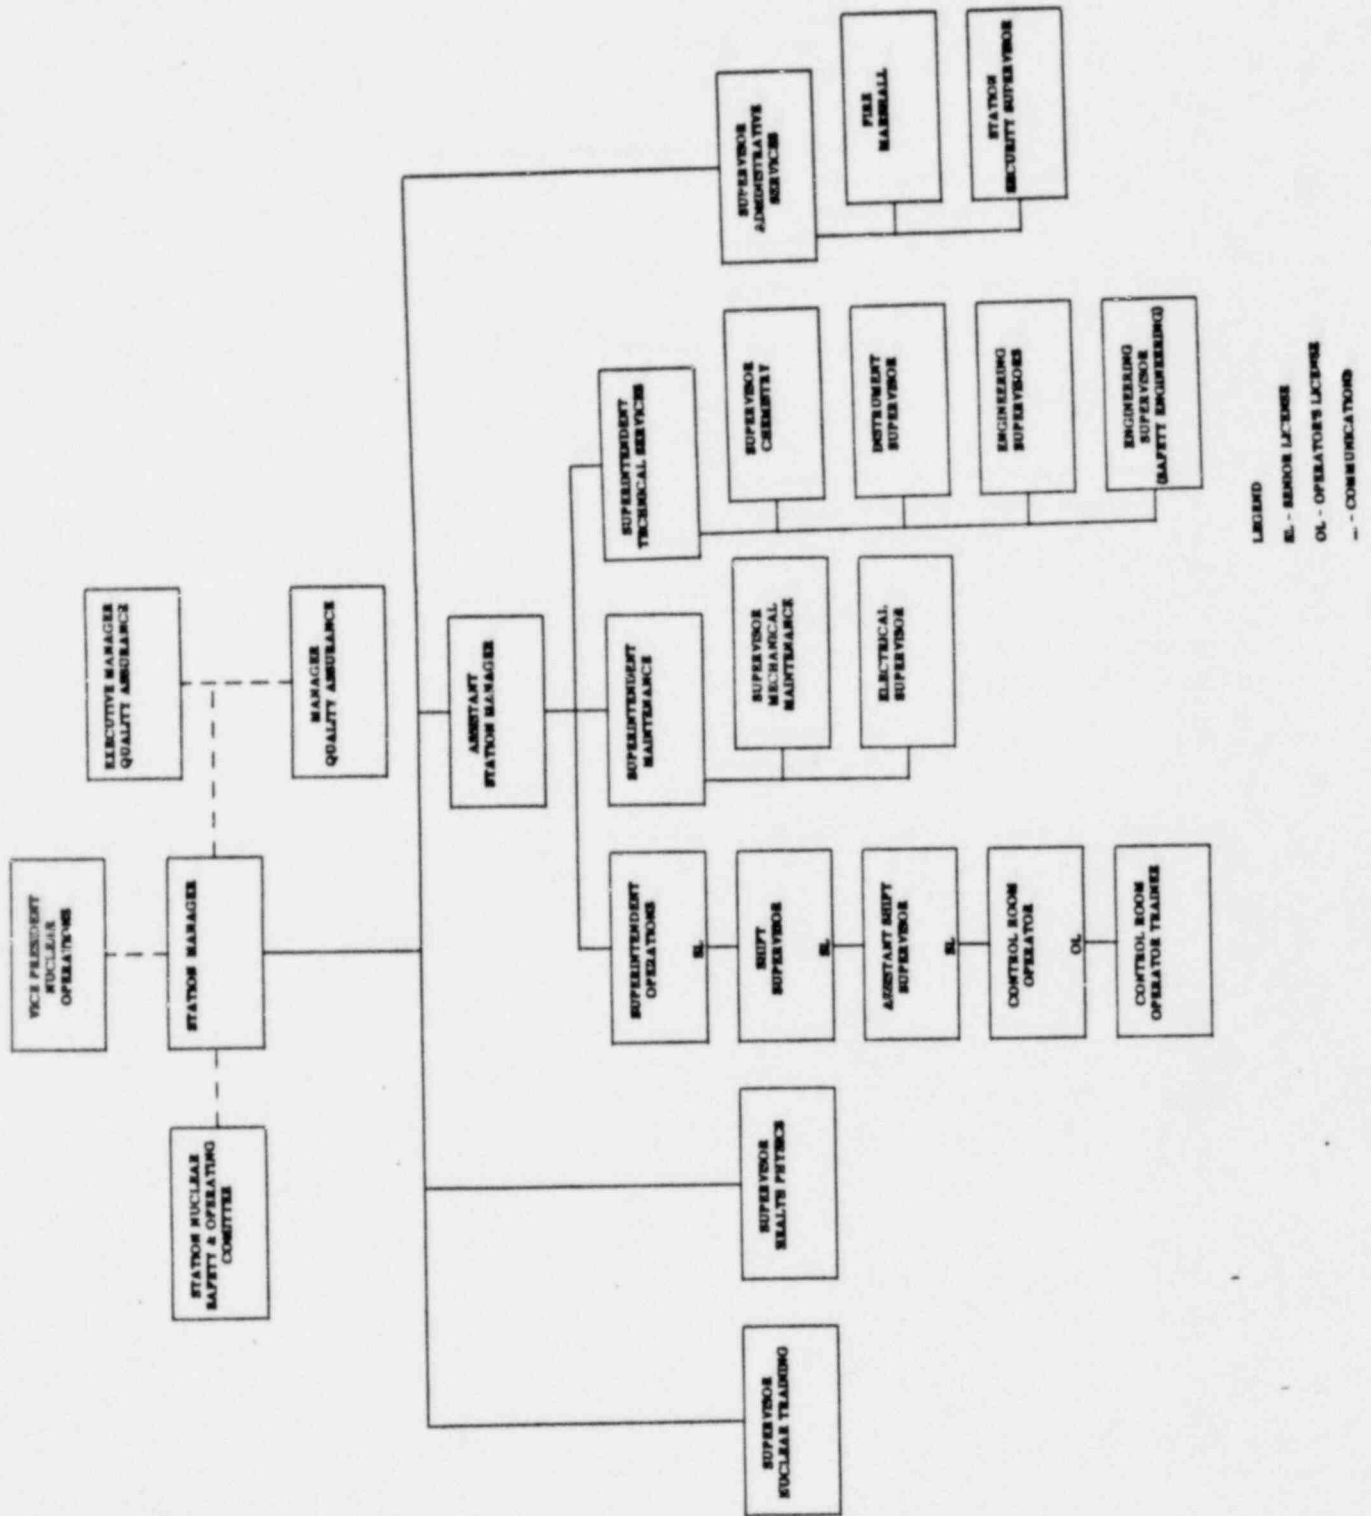 VICE PRESIDENT
NUCLEAR
OPERATIONS
STATION NUCLEAR
SAFETY & OPERATING
COMITTEE
STATION MANAGER
EXECUTIVE MANAGER
QUALITY ASSURANCE
MANAGER
QUALITY ASSURANCE
ASSISTANT
STATION MANAGER
SUPERVISOR
NUCLEAR TRAINING
SUPERVISOR
HEALTH PHYSICS
SUPERINTENDENT
OPERATIONS
SL
SHIFT
SUPERVISOR
SL
ASSISTANT SHIFT
SUPERVISOR
SL
CONTROL ROOM
OPERATOR
OL
CONTROL ROOM
OPERATOR TRAINEE
SUPERINTENDENT
MAINTENANCE
SUPERVISOR
MECHANICAL
MAINTENANCE
ELECTRICAL
SUPERVISOR
SUPERINTENDENT
TECHNICAL SERVICES
SUPERVISOR
CHEMISTRY
INSTRUMENT
SUPERVISOR
ENGINEERING
SUPERVISORS
ENGINEERING
SUPERVISOR
(SAFETY ENGINEERING)
SUPERVISOR
ADMINISTRATIVE
SERVICES
FIRE
MARSHALL
STATION
SECURITY SUPERVISOR
LEGEND
SL - SENIOR LICENSE
OL - OPERATOR'S LICENSE
-- - COMMUNICATIONS